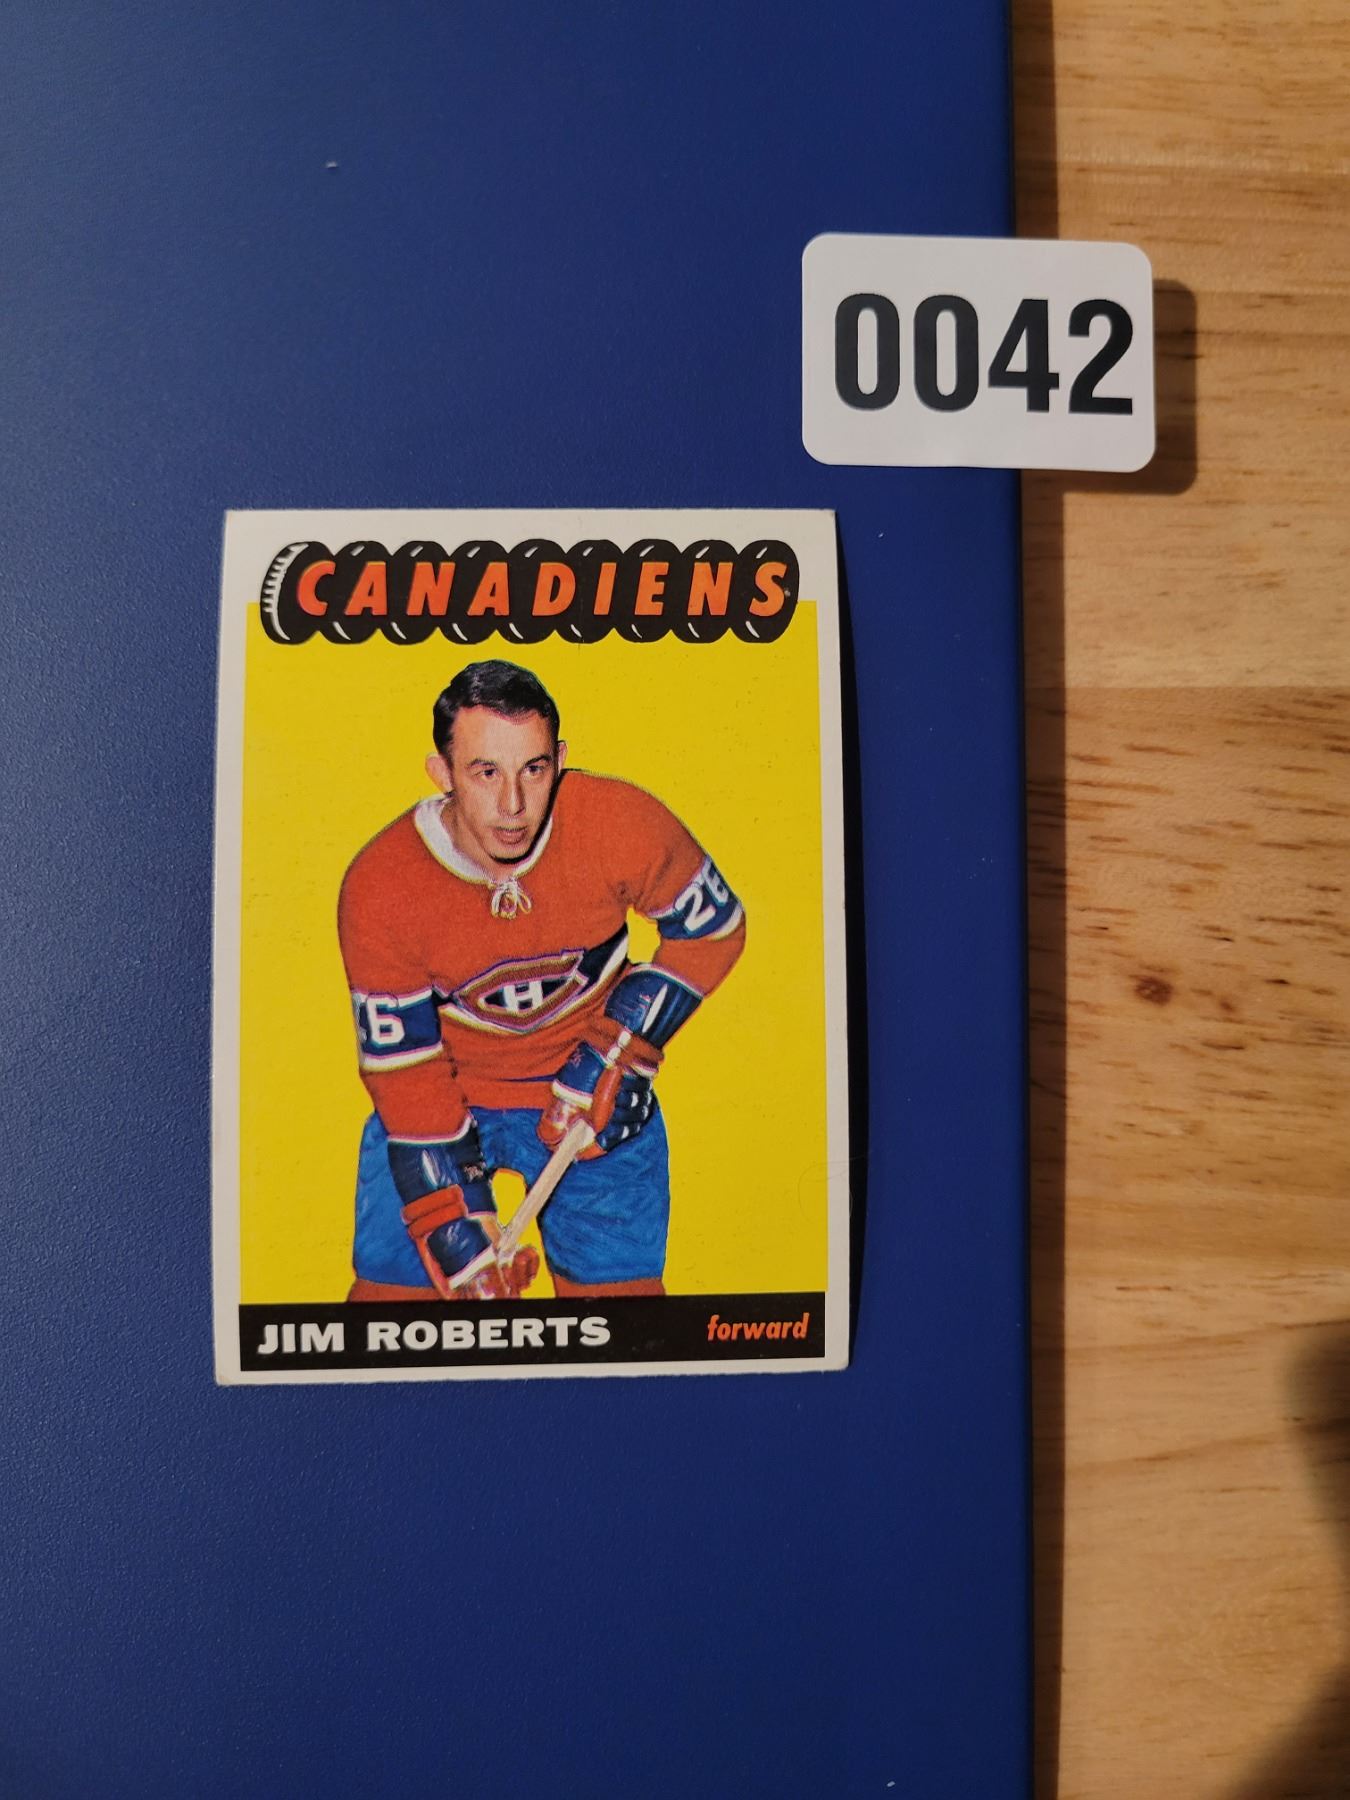 0042
CANADIENS
26
26
H
JIM ROBERTS forward